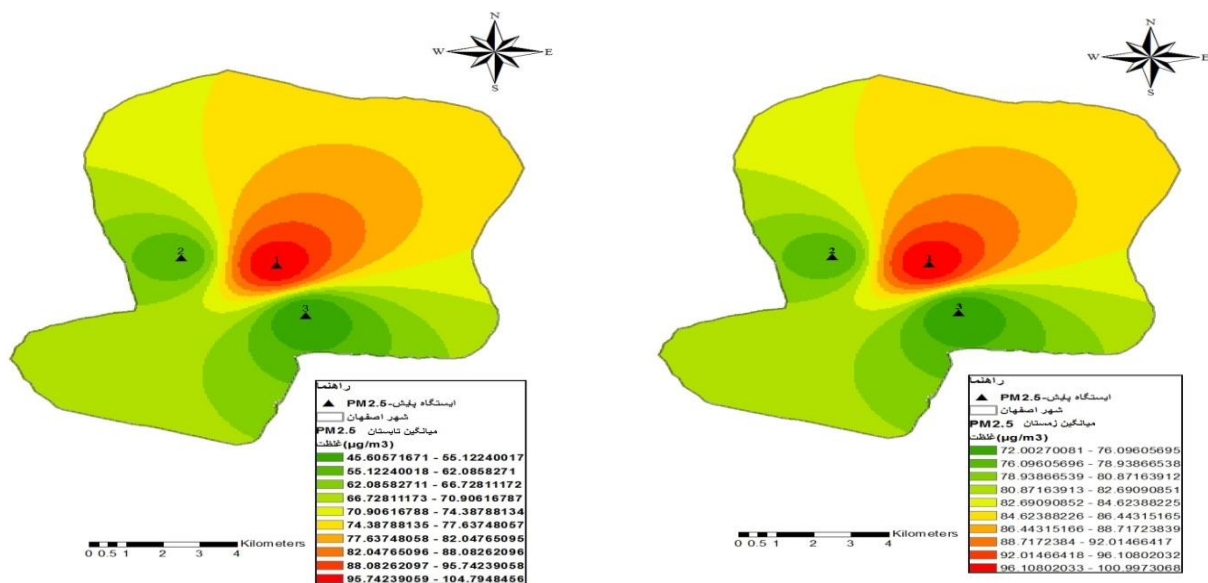 N
W E
S
2
1
3
راهنما
ایستگاه پایش-PM2.5
شهر اصفهان
میانگین تابستان PM2.5
غلظت(µg/m3)
45.60571671 - 55.12240017
55.12240018 - 62.0858271
62.08582711 - 66.72811172
66.72811173 - 70.90616787
70.90616788 - 74.38788134
74.38788135 - 77.63748057
77.63748058 - 82.04765095
82.04765096 - 88.08262096
88.08262097 - 95.74239058
95.74239059 - 104.7948456
Kilometers
0 0.5 1 2 3 4
N
W E
S
2
1
3
راهنما
ایستگاه پایش-PM2.5
شهر اصفهان
میانگین زمستان PM2.5
غلظت(µg/m3)
72.00270081 - 76.09605695
76.09605696 - 78.93866538
78.93866539 - 80.87163912
80.87163913 - 82.69090851
82.69090852 - 84.62388225
84.62388226 - 86.44315165
86.44315166 - 88.71723839
88.7172384 - 92.01466417
92.01466418 - 96.10802032
96.10802033 - 100.9973068
Kilometers
0 0.5 1 2 3 4